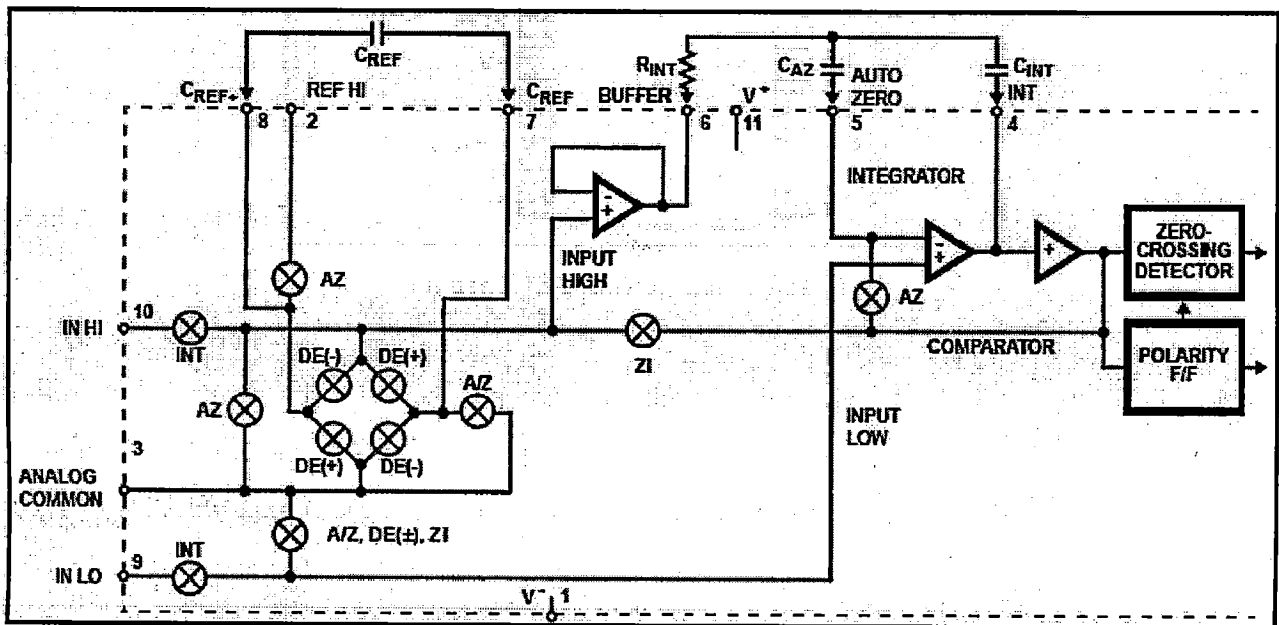 CREF
RINT
CAZ
CINT
CREF+
REF HI
CREF
BUFFER
V+
AUTO
ZERO
INT
8
2
7
6
11
5
4
INTEGRATOR
-
+
INPUT
HIGH
-
+
+
ZERO-
CROSSING
DETECTOR
AZ
AZ
10
IN HI
INT
ZI
COMPARATOR
POLARITY
F/F
DE(-)
DE(+)
A/Z
AZ
INPUT
LOW
DE(+)
DE(-)
3
ANALOG
COMMON
A/Z, DE(±), ZI
9
INT
IN LO
V-
1